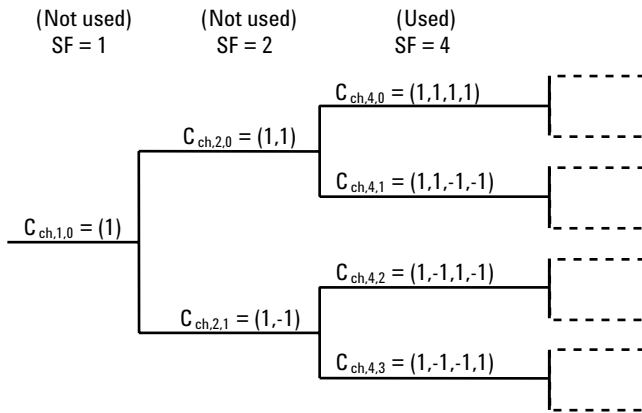 (Not used) (Not used) (Used)
SF = 1 SF = 2 SF = 4
C ch,4,0 = (1,1,1,1)
C ch,2,0 = (1,1)
C ch,4,1 = (1,1,-1,-1)
C ch,1,0 = (1)
C ch,4,2 = (1,-1,1,-1)
C ch,2,1 = (1,-1)
C ch,4,3 = (1,-1,-1,1)